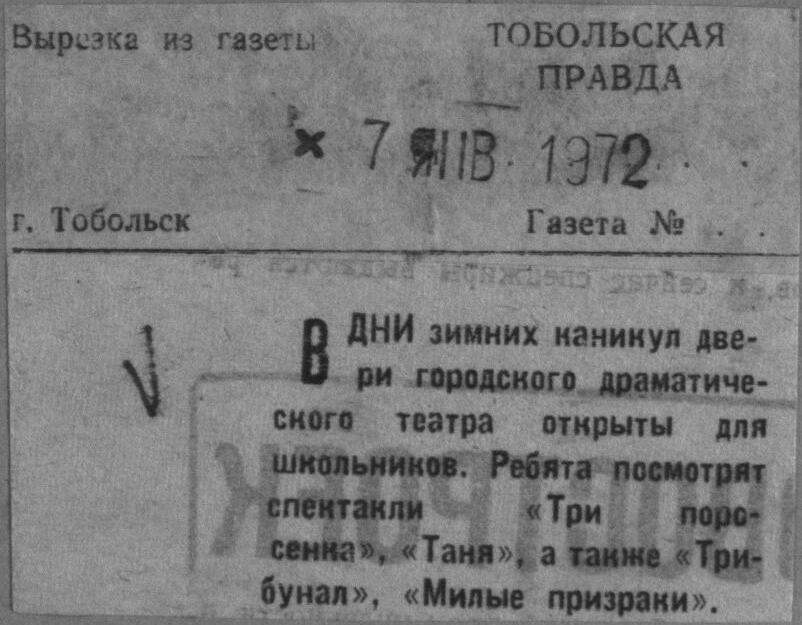 Вырезка из газеты
ТОБОЛЬСКАЯ
ПРАВДА
× 7 ЯНВ. 1972
г. Тобольск
Газета № . .
В ДНИ зимних каникул две-
ри городского драматиче-
ского театра открыты для
школьников. Ребята посмотрят
спектакли «Три поро-
сенка», «Таня», а также «Три-
бунал», «Милые призраки».